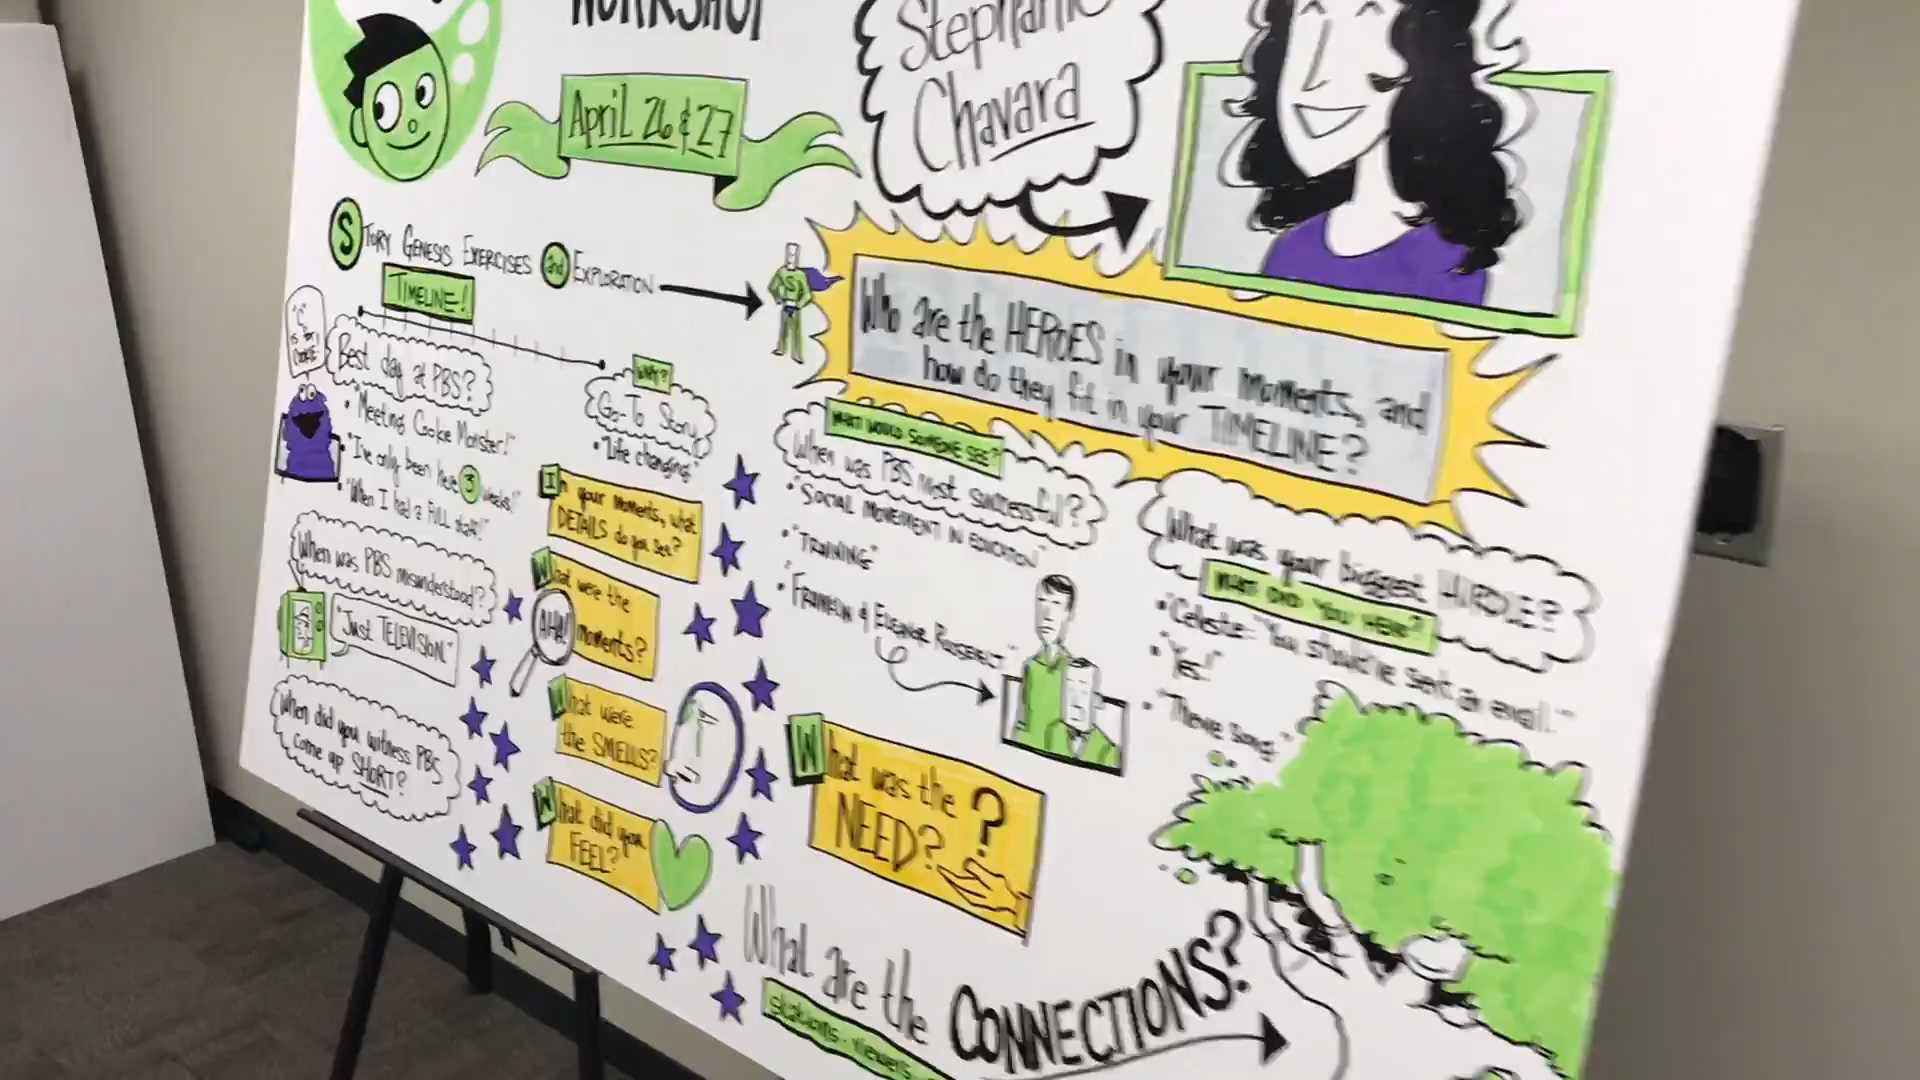 WORKSHOP
April 26 & 27
Stephanie
Chavara
STORY GENESIS EXERCISES and EXPLORATION
TIMELINE!
"C"
is for
COOKIE!
Best day at PBS?
• "Meeting Cookie Monster!"
• "I've only been here 3 weeks!"
• "When I had a FULL staff!"
When was PBS misunderstood?
"Just TELEVISION."
When did you witness PBS
come up SHORT?
WHY?
Go-To Story
• "life changing"
In your moments, what
DETAILS do you see?
What were the
AHA! moments?
What were
the SMELLS?
What did you
FEEL?
Who are the HEROES in your moments, and
how do they fit in your TIMELINE?
S
WHAT WOULD SOMEONE SEE?
When was PBS most successful?
• "SOCIAL MOVEMENT IN EDUCATION"
• "TRAINING"
• "FRANKLIN & ELEANOR ROOSEVELT"
What was the
NEED?
?
What was your biggest HURDLE?
WHAT DID YOU HEAR?
• Celeste: "You should've sent an email."
• "Yes!"
• "Theme Song"
What are the CONNECTIONS?
stations · viewers